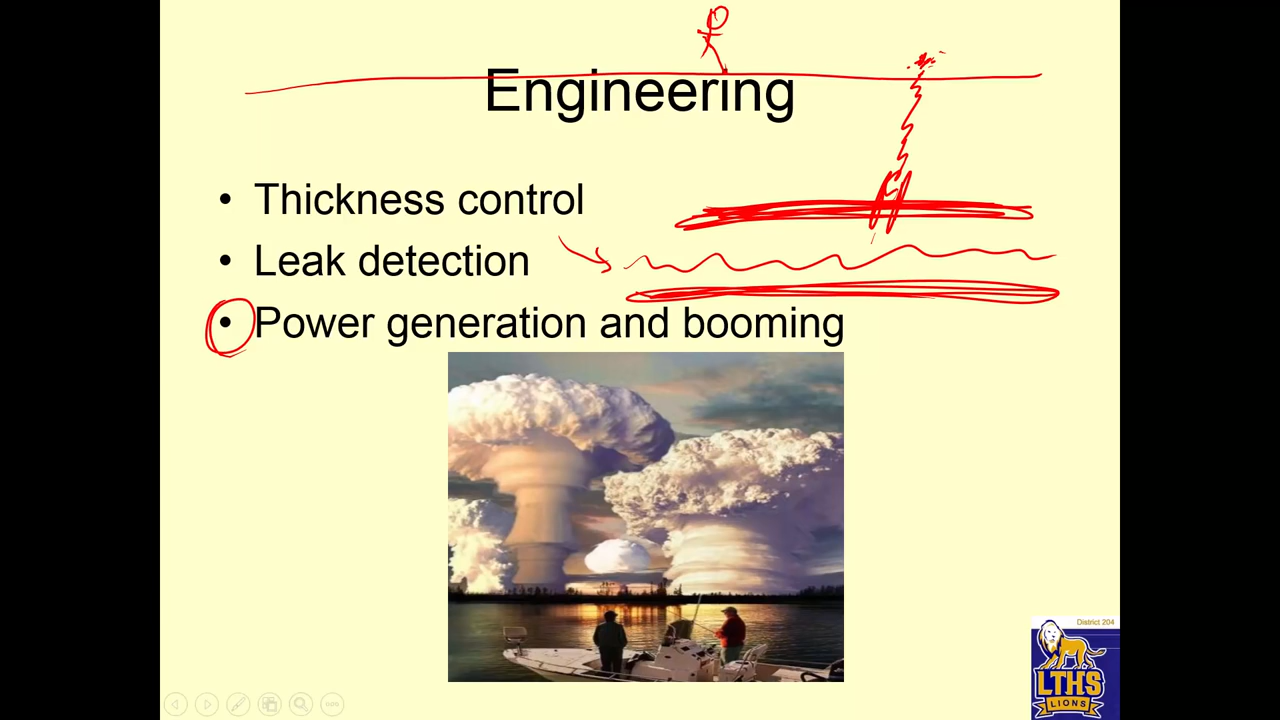 Engineering
• Thickness control
• Leak detection
• Power generation and booming
District 204
LTHS
LIONS